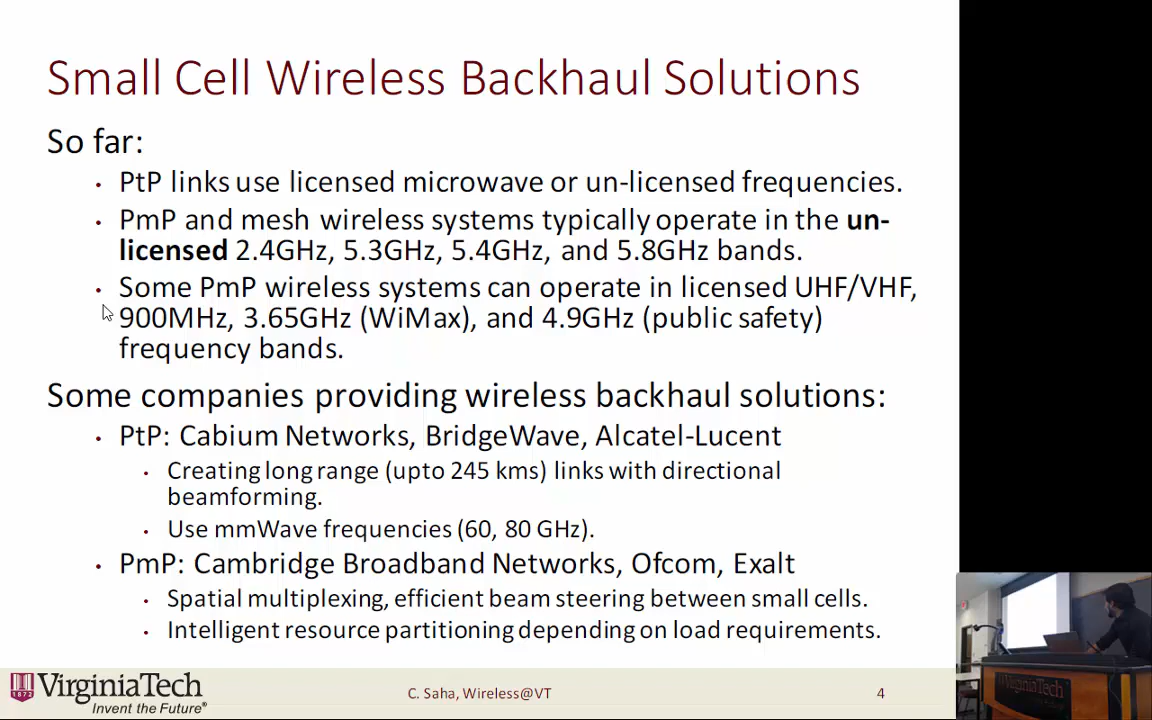 Small Cell Wireless Backhaul Solutions
So far:
• PtP links use licensed microwave or un-licensed frequencies.
• PmP and mesh wireless systems typically operate in the un-
licensed 2.4GHz, 5.3GHz, 5.4GHz, and 5.8GHz bands.
• Some PmP wireless systems can operate in licensed UHF/VHF,
900MHz, 3.65GHz (WiMax), and 4.9GHz (public safety)
frequency bands.
Some companies providing wireless backhaul solutions:
• PtP: Cabium Networks, BridgeWave, Alcatel-Lucent
• Creating long range (upto 245 kms) links with directional
beamforming.
• Use mmWave frequencies (60, 80 GHz).
• PmP: Cambridge Broadband Networks, Ofcom, Exalt
• Spatial multiplexing, efficient beam steering between small cells.
• Intelligent resource partitioning depending on load requirements.
1872 VirginiaTech
Invent the Future®
C. Saha, Wireless@VT
4
VirginiaTech